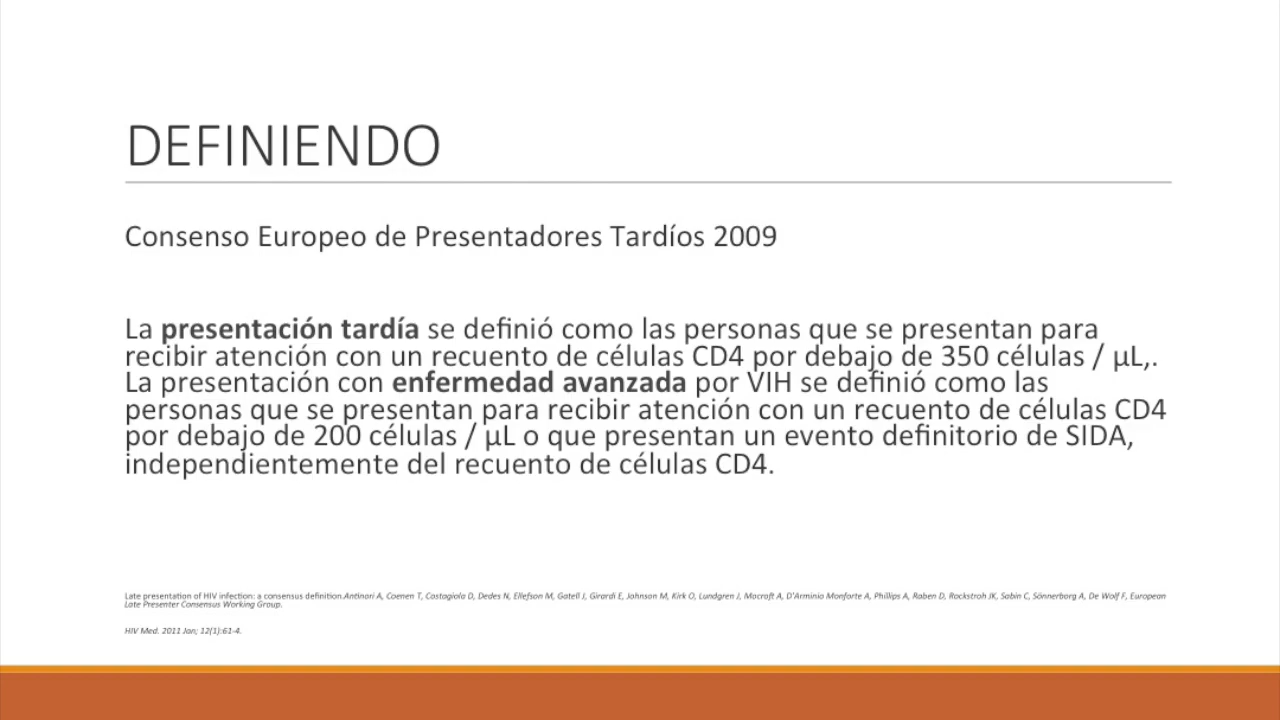 DEFINIENDO
Consenso Europeo de Presentadores Tardíos 2009
La presentación tardía se definió como las personas que se presentan para
recibir atención con un recuento de células CD4 por debajo de 350 células / µL,.
La presentación con enfermedad avanzada por VIH se definió como las
personas que se presentan para recibir atención con un recuento de células CD4
por debajo de 200 células / µL o que presentan un evento definitorio de SIDA,
independientemente del recuento de células CD4.
Late presentation of HIV infection: a consensus definition.Antinori A, Coenen T, Costagiola D, Dedes N, Ellefson M, Gatell J, Girardi E, Johnson M, Kirk O, Lundgren J, Mocroft A, D'Arminio Monforte A, Phillips A, Raben D, Rockstroh JK, Sabin C, Sönnerborg A, De Wolf F, European
Late Presenter Consensus Working Group.
HIV Med. 2011 Jan; 12(1):61-4.